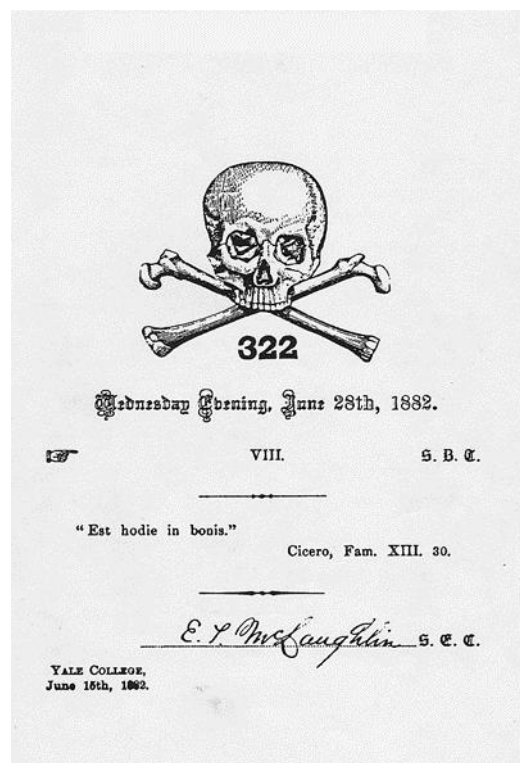 322
Wednesday Evening, June 28th, 1882.
VIII. S. B. T.
“Est hodie in bonis.”
Cicero, Fam. XIII. 30.
E. T. McLaughlin S. E. C.
YALE COLLEGE,
June 15th, 1882.